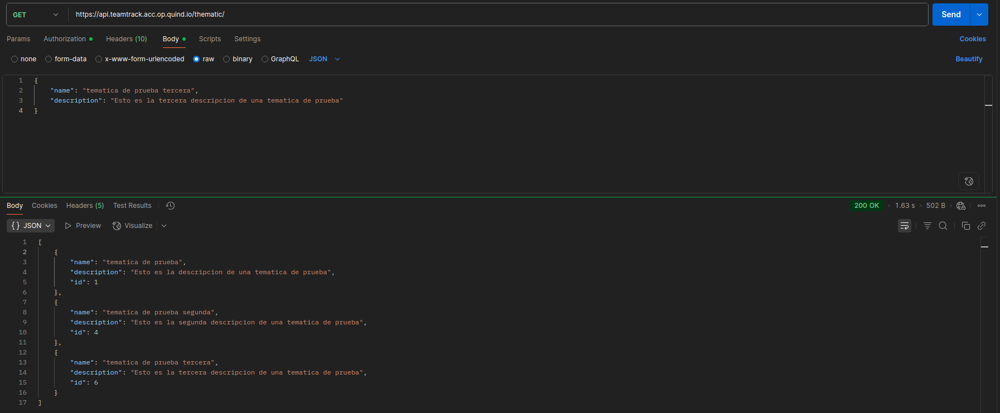 GET https://api.teamtrack.acc.op.quind.io/thematic/ Send
Params Authorization Headers (10) Body Scripts Settings Cookies
none form-data x-www-form-urlencoded raw binary GraphQL JSON Beautify
1 {
2 "name": "tematica de prueba tercera",
3 "description": "Esto es la tercera descripcion de una tematica de prueba"
4 }
Body Cookies Headers (5) Test Results 200 OK 1.63 s 502 B
{} JSON Preview Visualize
1 [
2 {
3 "name": "tematica de prueba",
4 "description": "Esto es la descripcion de una tematica de prueba",
5 "id": 1
6 },
7 {
8 "name": "tematica de prueba segunda",
9 "description": "Esto es la segunda descripcion de una tematica de prueba",
10 "id": 4
11 },
12 {
13 "name": "tematica de prueba tercera",
14 "description": "Esto es la tercera descripcion de una tematica de prueba",
15 "id": 6
16 }
17 ]